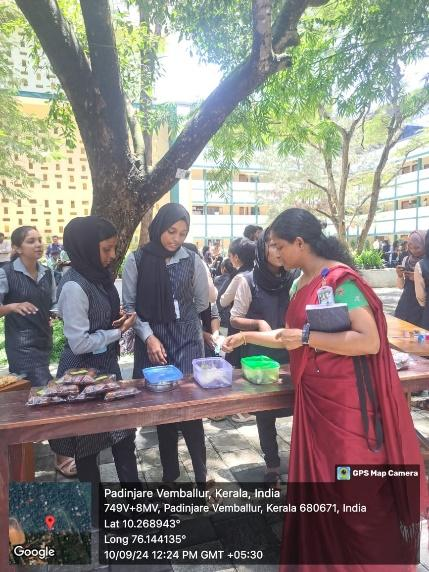 GPS Map Camera
Padinjare Vemballur, Kerala, India
749V+8MV, Padinjare Vemballur, Kerala 680671, India
Lat 10.268943°
Long 76.144135°
10/09/24 12:24 PM GMT +05:30
Google